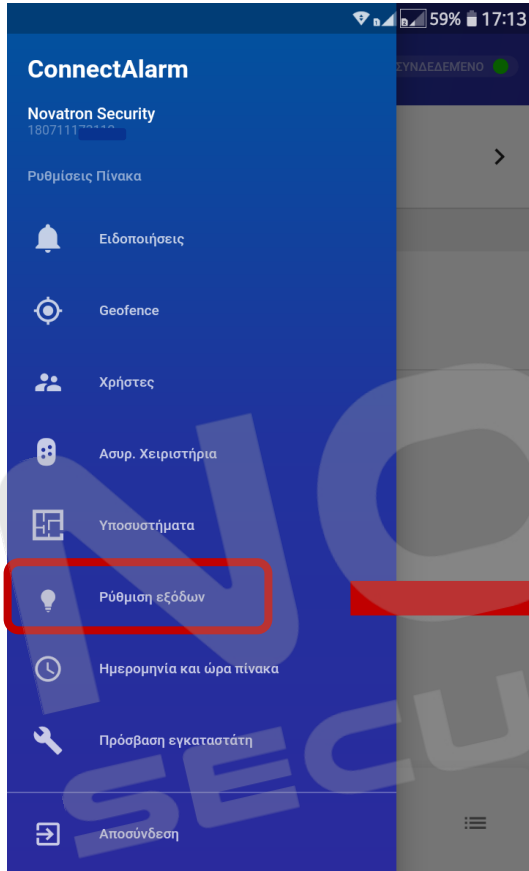 59% 17:13
ConnectAlarm
ΣΥΝΔΕΔΕΜΈΝΟ
Novatron Security
Ρυθμίσεις Πίνακα
Ειδοποιήσεις
Geofence
Χρήστες
Ασυρ. Χειριστήρια
Υποσυστήματα
Ρύθμιση εξόδων
Ημερομηνία και ώρα πίνακα
Πρόσβαση εγκαταστάτη
Αποσύνδεση